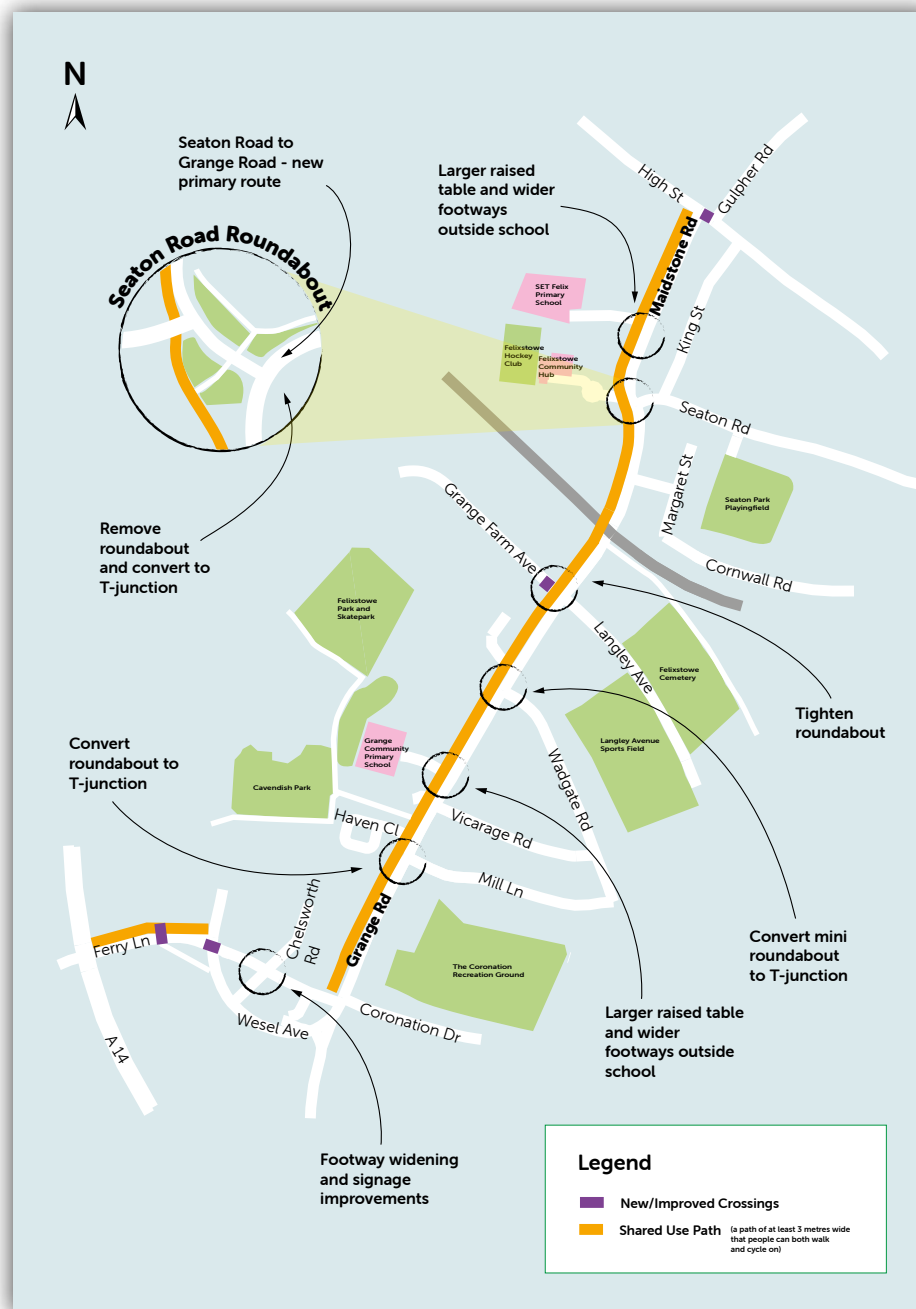 N
Seaton Road to
Grange Road - new
primary route
Larger raised
table and wider
footways
outside school
High St
Gulpher Rd
Maidstone Rd
Seaton Road Roundabout
SET Felix
Primary
School
King St
Felixstowe
Hockey
Club
Felixstowe
Community
Hub
Seaton Rd
Margaret St
Seaton Park
Playingfield
Grange Farm Ave
Cornwall Rd
Remove
roundabout
and convert to
T-junction
Felixstowe
Park and
Skatepark
Langley Ave
Felixstowe
Cemetery
Tighten
roundabout
Langley Avenue
Sports Field
Convert
roundabout to
T-junction
Grange
Community
Primary
School
Wadgate Rd
Cavendish Park
Haven Cl
Vicarage Rd
Mill Ln
Chelsworth
Rd
Grange Rd
Ferry Ln
Convert mini
roundabout
to T-junction
The Coronation
Recreation Ground
Wesel Ave
Coronation Dr
A 14
Larger raised table
and wider
footways outside
school
Footway widening
and signage
improvements
Legend
New/Improved Crossings
Shared Use Path (a path of at least 3 metres wide
that people can both walk
and cycle on)